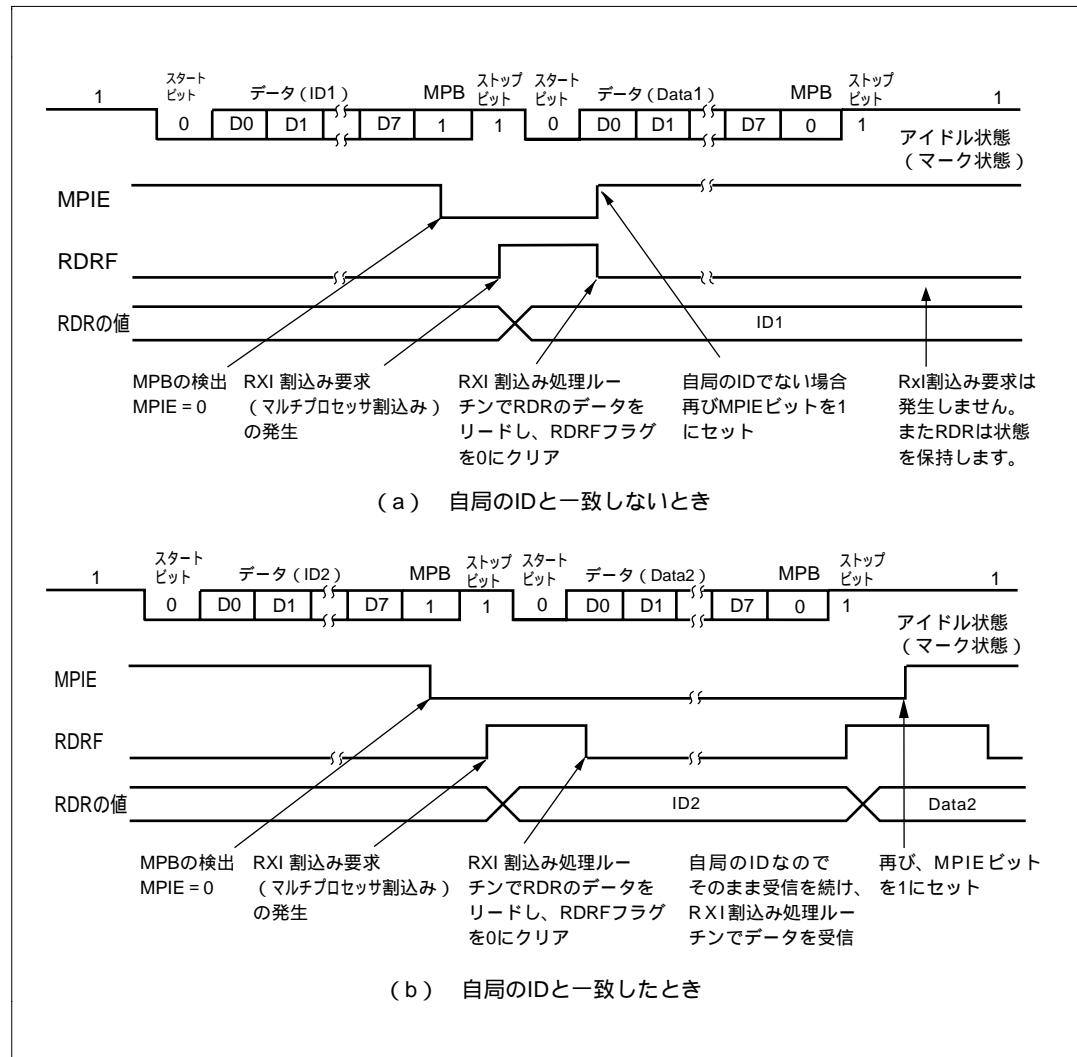 1 スタートビット データ（ID1） MPB ストップビット スタートビット データ（Data1） MPB ストップビット 1
0 D0 D1 D7 1 1 0 D0 D1 D7 0 1
アイドル状態
（マーク状態）
MPIE
RDRF
RDRの値 ID1
MPBの検出
MPIE = 0
RXI 割込み要求
（マルチプロセッサ割込み）
の発生
RXI 割込み処理ルー
チンでRDRのデータを
リードし、RDRFフラグ
を0にクリア
自局のIDでない場合
再びMPIEビットを1
にセット
RxI割込み要求は
発生しません。
またRDRは状態
を保持します。
（a） 自局のIDと一致しないとき
1 スタートビット データ（ID2） MPB ストップビット スタートビット データ（Data2） MPB ストップビット 1
0 D0 D1 D7 1 1 0 D0 D1 D7 0 1
アイドル状態
（マーク状態）
MPIE
RDRF
RDRの値 ID2 Data2
MPBの検出
MPIE = 0
RXI 割込み要求
（マルチプロセッサ割込み）
の発生
RXI 割込み処理ルー
チンでRDRのデータを
リードし、RDRFフラグ
を0にクリア
自局のIDなので
そのまま受信を続け、
RXI割込み処理ルー
チンでデータを受信
再び、MPIEビット
を1にセット
（b） 自局のIDと一致したとき